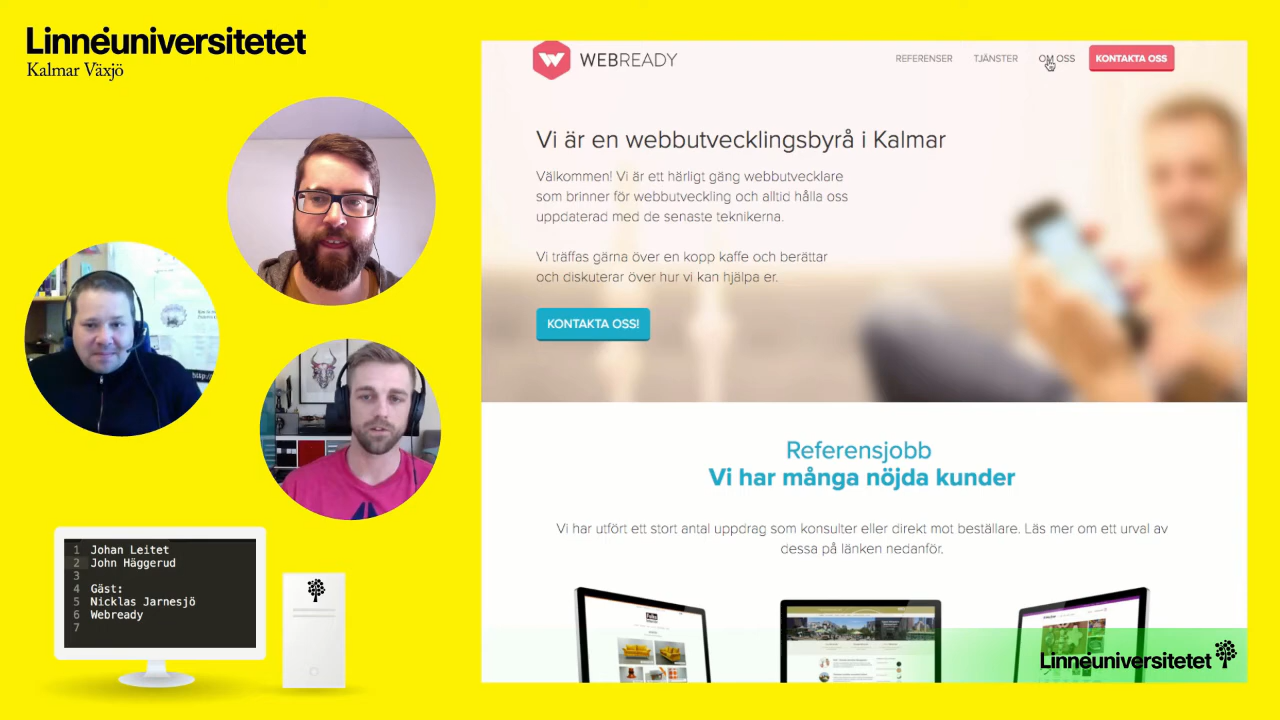 Linnéuniversitetet
Kalmar Växjö
1 Johan Leitet
2 John Häggerud
3
4 Gäst:
5 Nicklas Jarnesjö
6 Webready
7
WEBREADY
REFERENSER
TJÄNSTER
OM OSS
KONTAKTA OSS
Vi är en webbutvecklingsbyrå i Kalmar
Välkommen! Vi är ett härligt gäng webbutvecklare
som brinner för webbutveckling och alltid hålla oss
uppdaterad med de senaste teknikerna.
Vi träffas gärna över en kopp kaffe och berättar
och diskuterar över hur vi kan hjälpa er.
KONTAKTA OSS!
Referensjobb
Vi har många nöjda kunder
Vi har utfört ett stort antal uppdrag som konsulter eller direkt mot beställare. Läs mer om ett urval av
dessa på länken nedanför.
Linnéuniversitetet